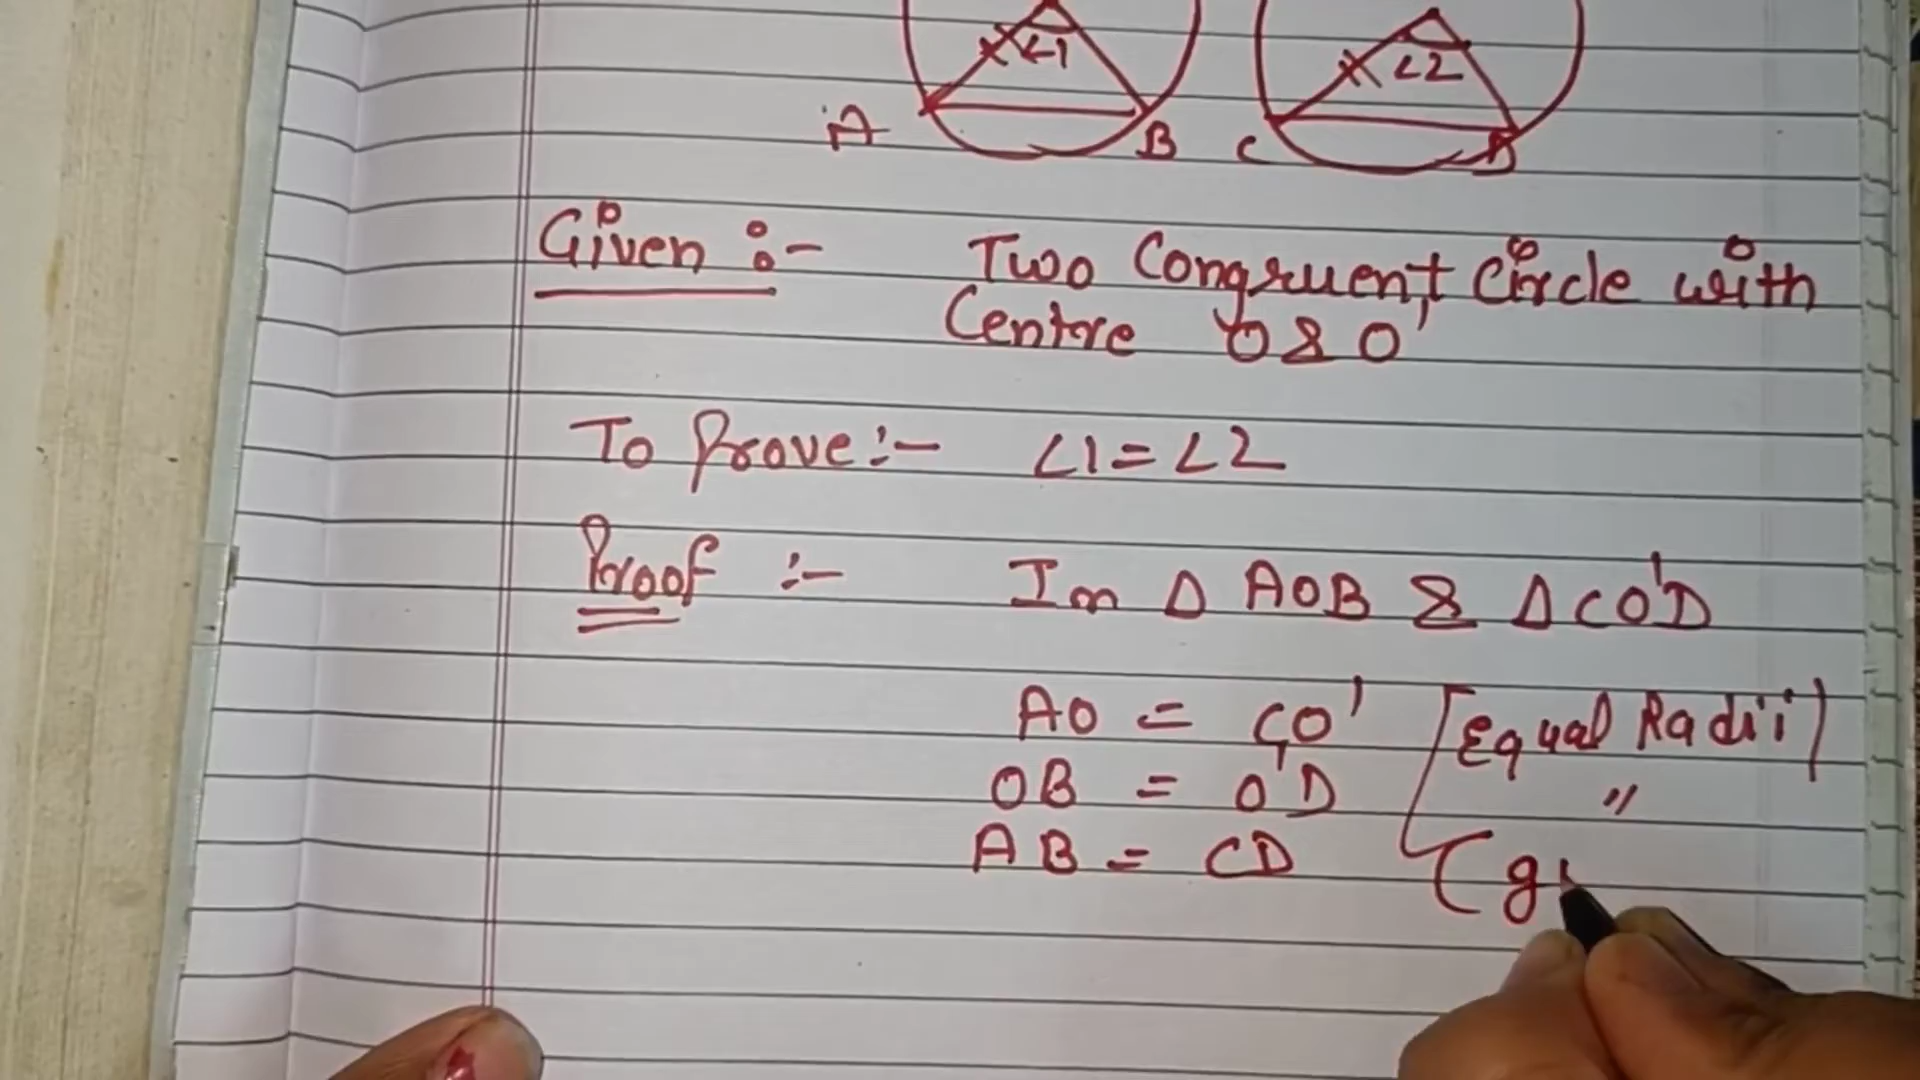 ∠1 ∠2
A B C D
Given :- Two Congruent Circle with
Centre O & O'
To Prove :- ∠1 = ∠2
Proof :- In Δ AOB & Δ CO'D
AO = CO' [Equal Radii]
OB = O'D "
AB = CD (gi